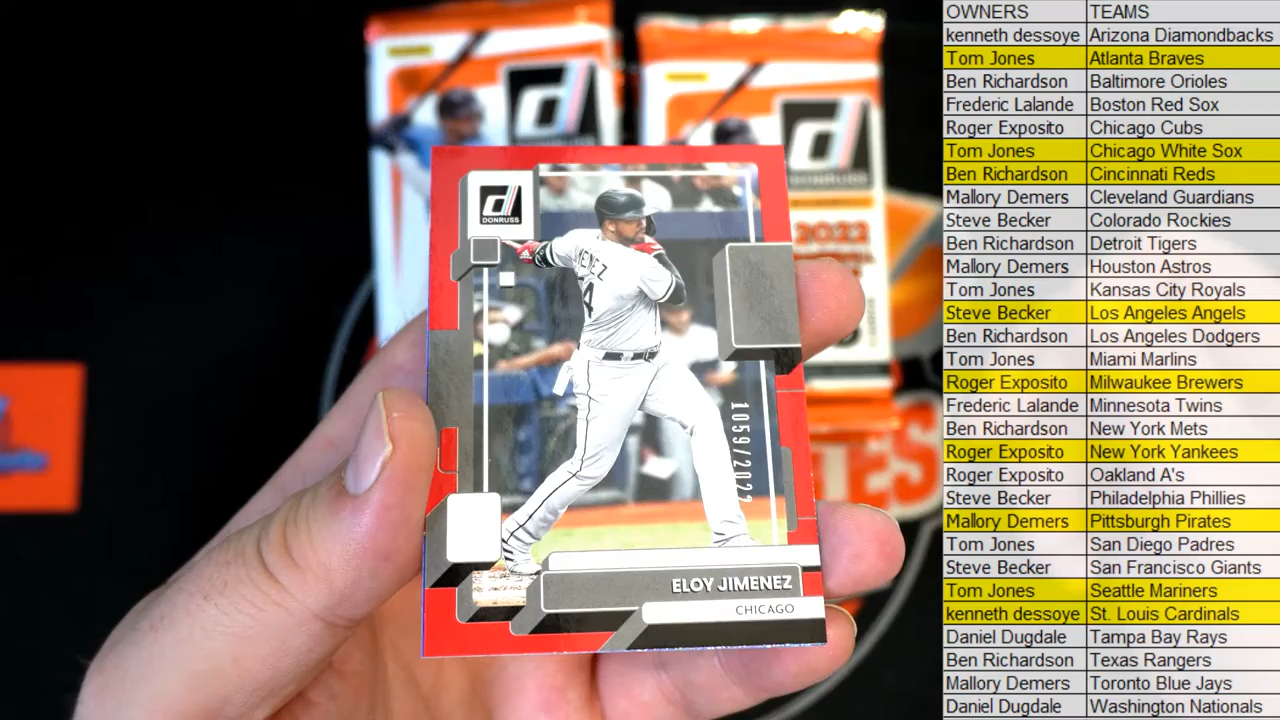 OWNERS TEAMS
kenneth dessoye Arizona Diamondbacks
Tom Jones Atlanta Braves
Ben Richardson Baltimore Orioles
Frederic Lalande Boston Red Sox
Roger Exposito Chicago Cubs
Tom Jones Chicago White Sox
Ben Richardson Cincinnati Reds
Mallory Demers Cleveland Guardians
Steve Becker Colorado Rockies
Ben Richardson Detroit Tigers
Mallory Demers Houston Astros
Tom Jones Kansas City Royals
Steve Becker Los Angeles Angels
Ben Richardson Los Angeles Dodgers
Tom Jones Miami Marlins
Roger Exposito Milwaukee Brewers
Frederic Lalande Minnesota Twins
Ben Richardson New York Mets
Roger Exposito New York Yankees
Roger Exposito Oakland A's
Steve Becker Philadelphia Phillies
Mallory Demers Pittsburgh Pirates
Tom Jones San Diego Padres
Steve Becker San Francisco Giants
Tom Jones Seattle Mariners
kenneth dessoye St. Louis Cardinals
Daniel Dugdale Tampa Bay Rays
Ben Richardson Texas Rangers
Mallory Demers Toronto Blue Jays
Daniel Dugdale Washington Nationals
d
DONRUSS
d
DONRUSS
2022
1059/2022
ELOY JIMENEZ
CHICAGO